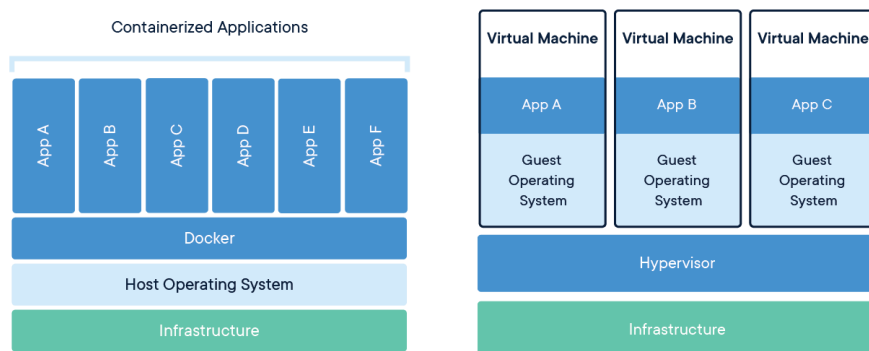 Containerized Applications
App A
App B
App C
App D
App E
App F
Docker
Host Operating System
Infrastructure
Virtual Machine
App A
Guest
Operating
System
Virtual Machine
App B
Guest
Operating
System
Virtual Machine
App C
Guest
Operating
System
Hypervisor
Infrastructure